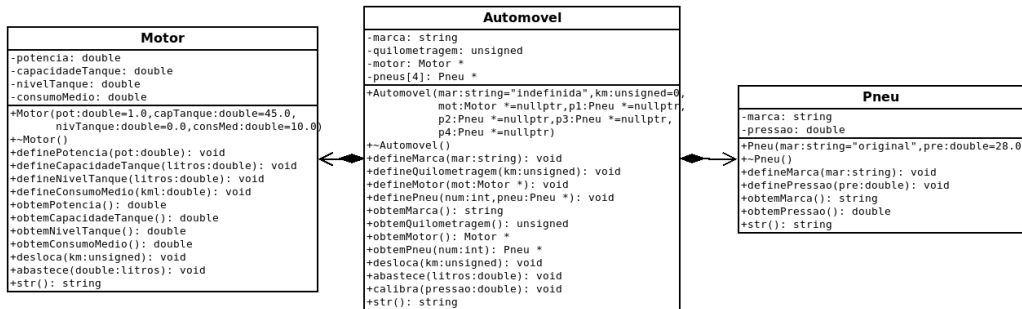 Motor
-potencia: double
-capacidadeTanque: double
-nivelTanque: double
-consumoMedio: double
+Motor(pot:double=1.0,capTanque:double=45.0,
nivTanque:double=0.0,consMed:double=10.0)
+~Motor()
+definePotencia(pot:double): void
+defineCapacidadeTanque(litros:double): void
+defineNivelTanque(litros:double): void
+defineConsumoMedio(kml:double): void
+obtemPotencia(): double
+obtemCapacidadeTanque(): double
+obtemNivelTanque(): double
+obtemConsumoMedio(): double
+desloca(km:unsigned): void
+abastece(double:litros): void
+str(): string
Automovel
-marca: string
-quilometragem: unsigned
-motor: Motor *
-pneus[4]: Pneu *
+Automovel(mar:string="indefinida",km:unsigned=0,
mot:Motor *=nullptr,p1:Pneu *=nullptr,
p2:Pneu *=nullptr,p3:Pneu *=nullptr,
p4:Pneu *=nullptr)
+~Automovel()
+defineMarca(mar:string): void
+defineQuilometragem(km:unsigned): void
+defineMotor(mot:Motor *): void
+definePneu(num:int,pneu:Pneu *): void
+obtemMarca(): string
+obtemQuilometragem(): unsigned
+obtemMotor(): Motor *
+obtemPneu(num:int): Pneu *
+desloca(km:unsigned): void
+abastece(litros:double): void
+calibra(pressao:double): void
+str(): string
Pneu
-marca: string
-pressao: double
+Pneu(mar:string="original",pre:double=28.0
+~Pneu()
+defineMarca(mar:string): void
+definePressao(pre:double): void
+obtemMarca(): string
+obtemPressao(): double
+str(): string